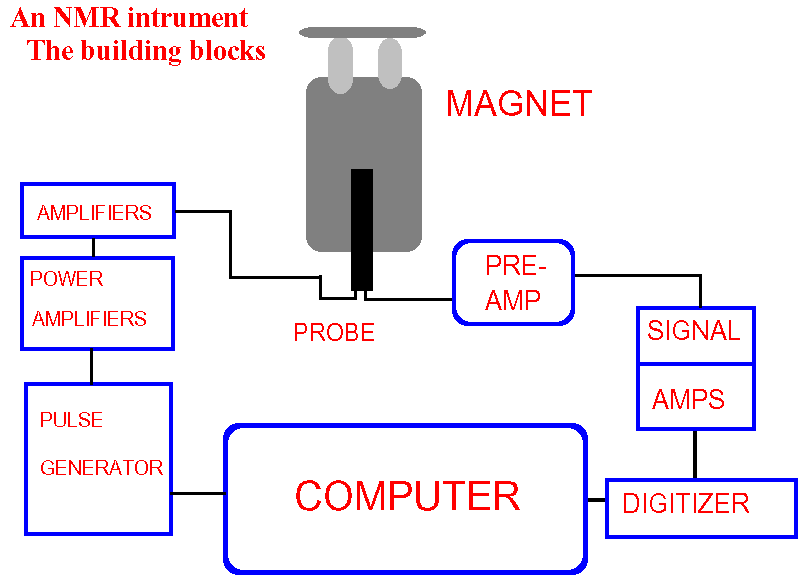 An NMR intrument
The building blocks
MAGNET
AMPLIFIERS
POWER
AMPLIFIERS
PRE-
AMP
PROBE
SIGNAL
AMPS
PULSE
GENERATOR
COMPUTER
DIGITIZER